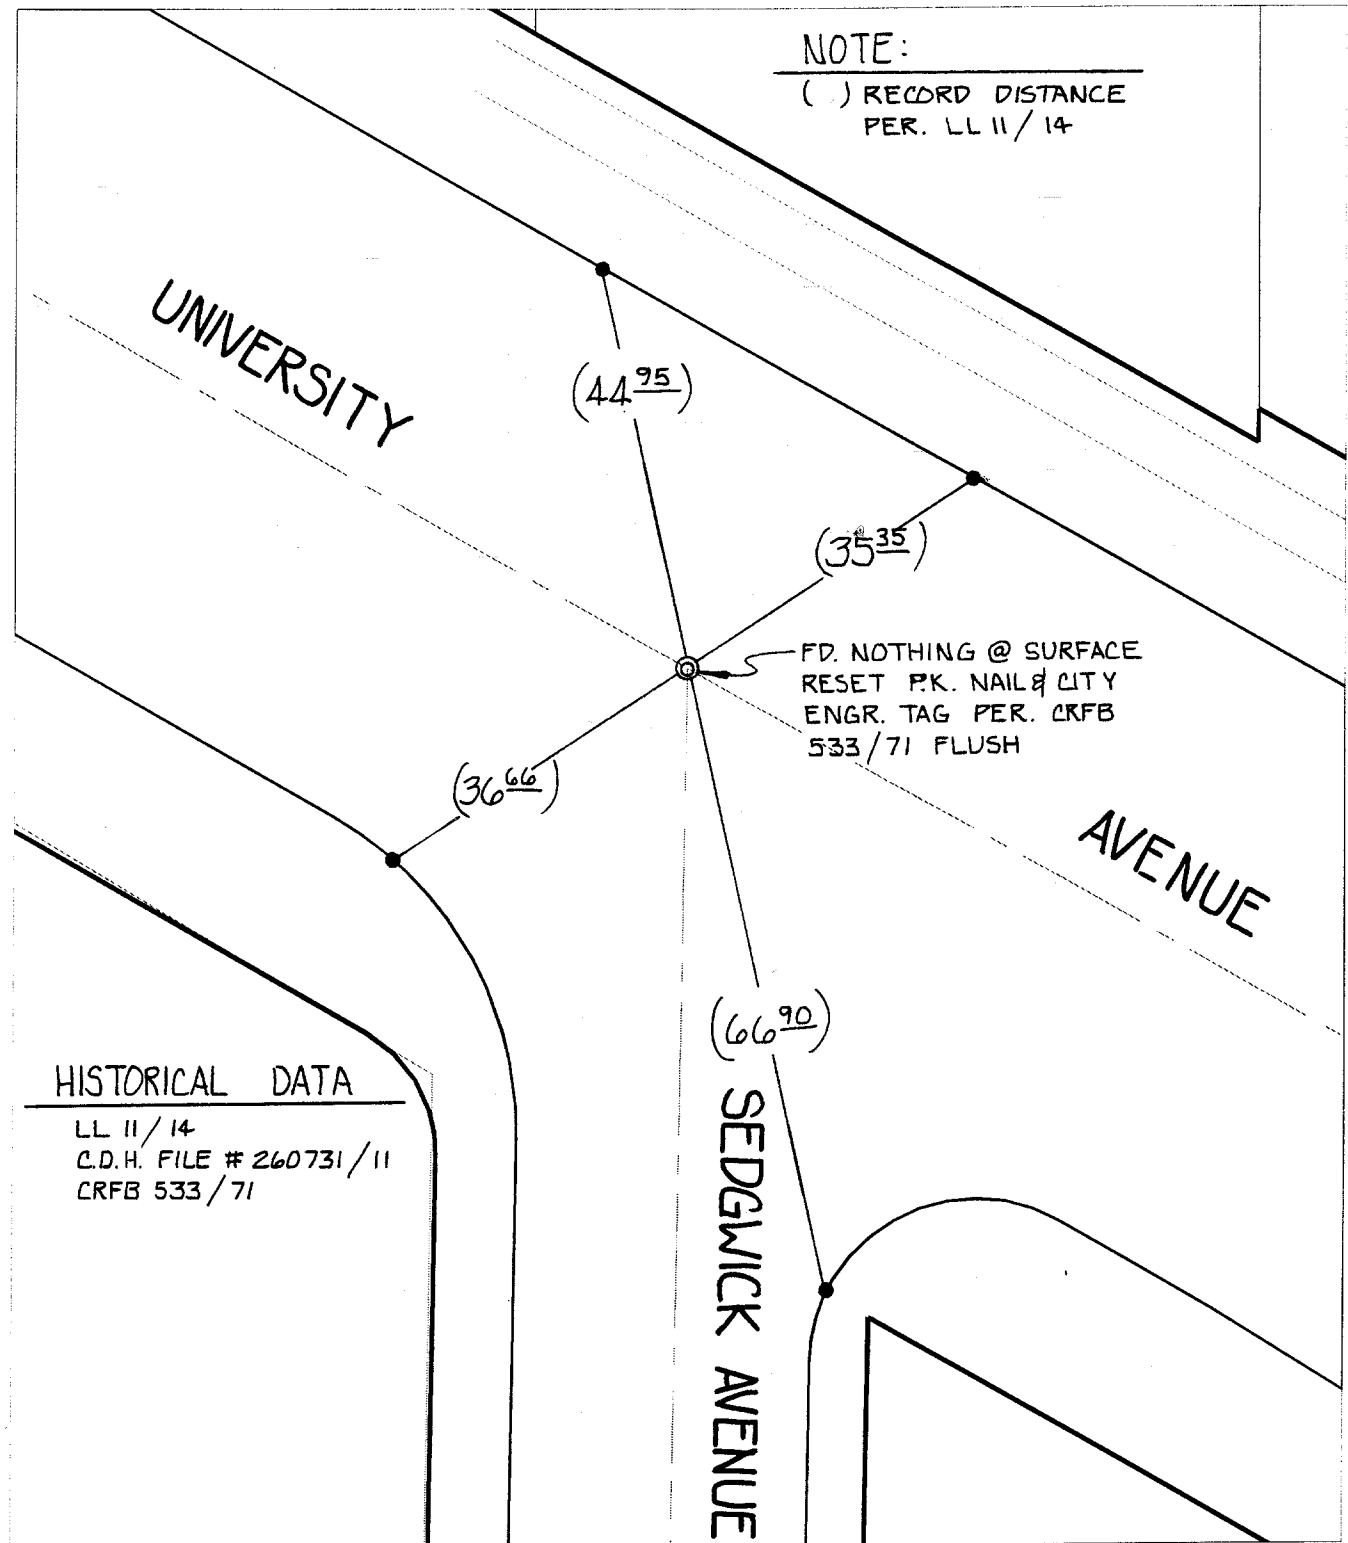 NOTE:
( ) RECORD DISTANCE
PER. LL 11/14
UNIVERSITY
(44 95)
(35 35)
FD. NOTHING @ SURFACE
RESET P.K. NAIL & CITY
ENGR. TAG PER. CRFB
533/71 FLUSH
(36 66)
AVENUE
(66 90)
HISTORICAL DATA
LL 11/14
C.D.H. FILE # 260731/11
CRFB 533/71
SEDGWICK AVENUE